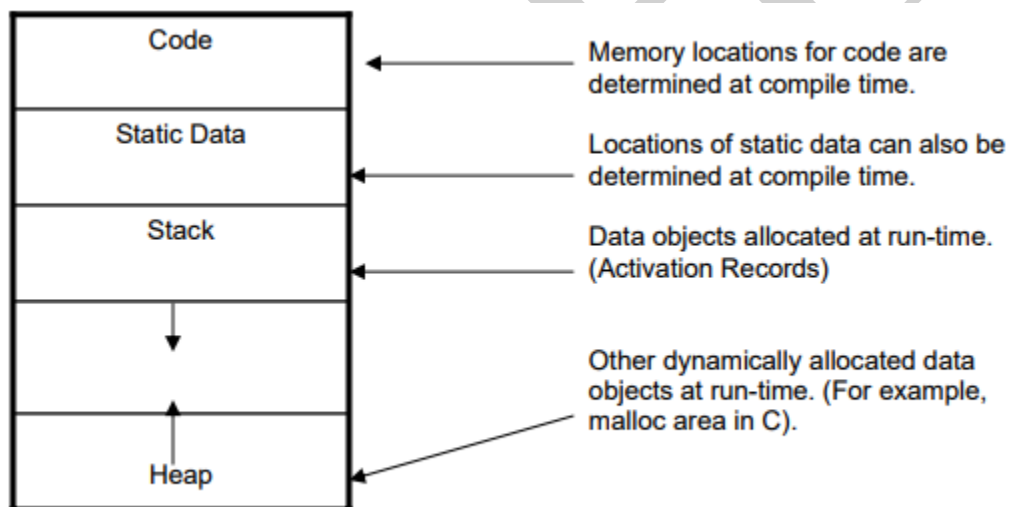 Code
Memory locations for code are
determined at compile time.
Static Data
Locations of static data can also be
determined at compile time.
Stack
Data objects allocated at run-time.
(Activation Records)
Other dynamically allocated data
objects at run-time. (For example,
malloc area in C).
Heap